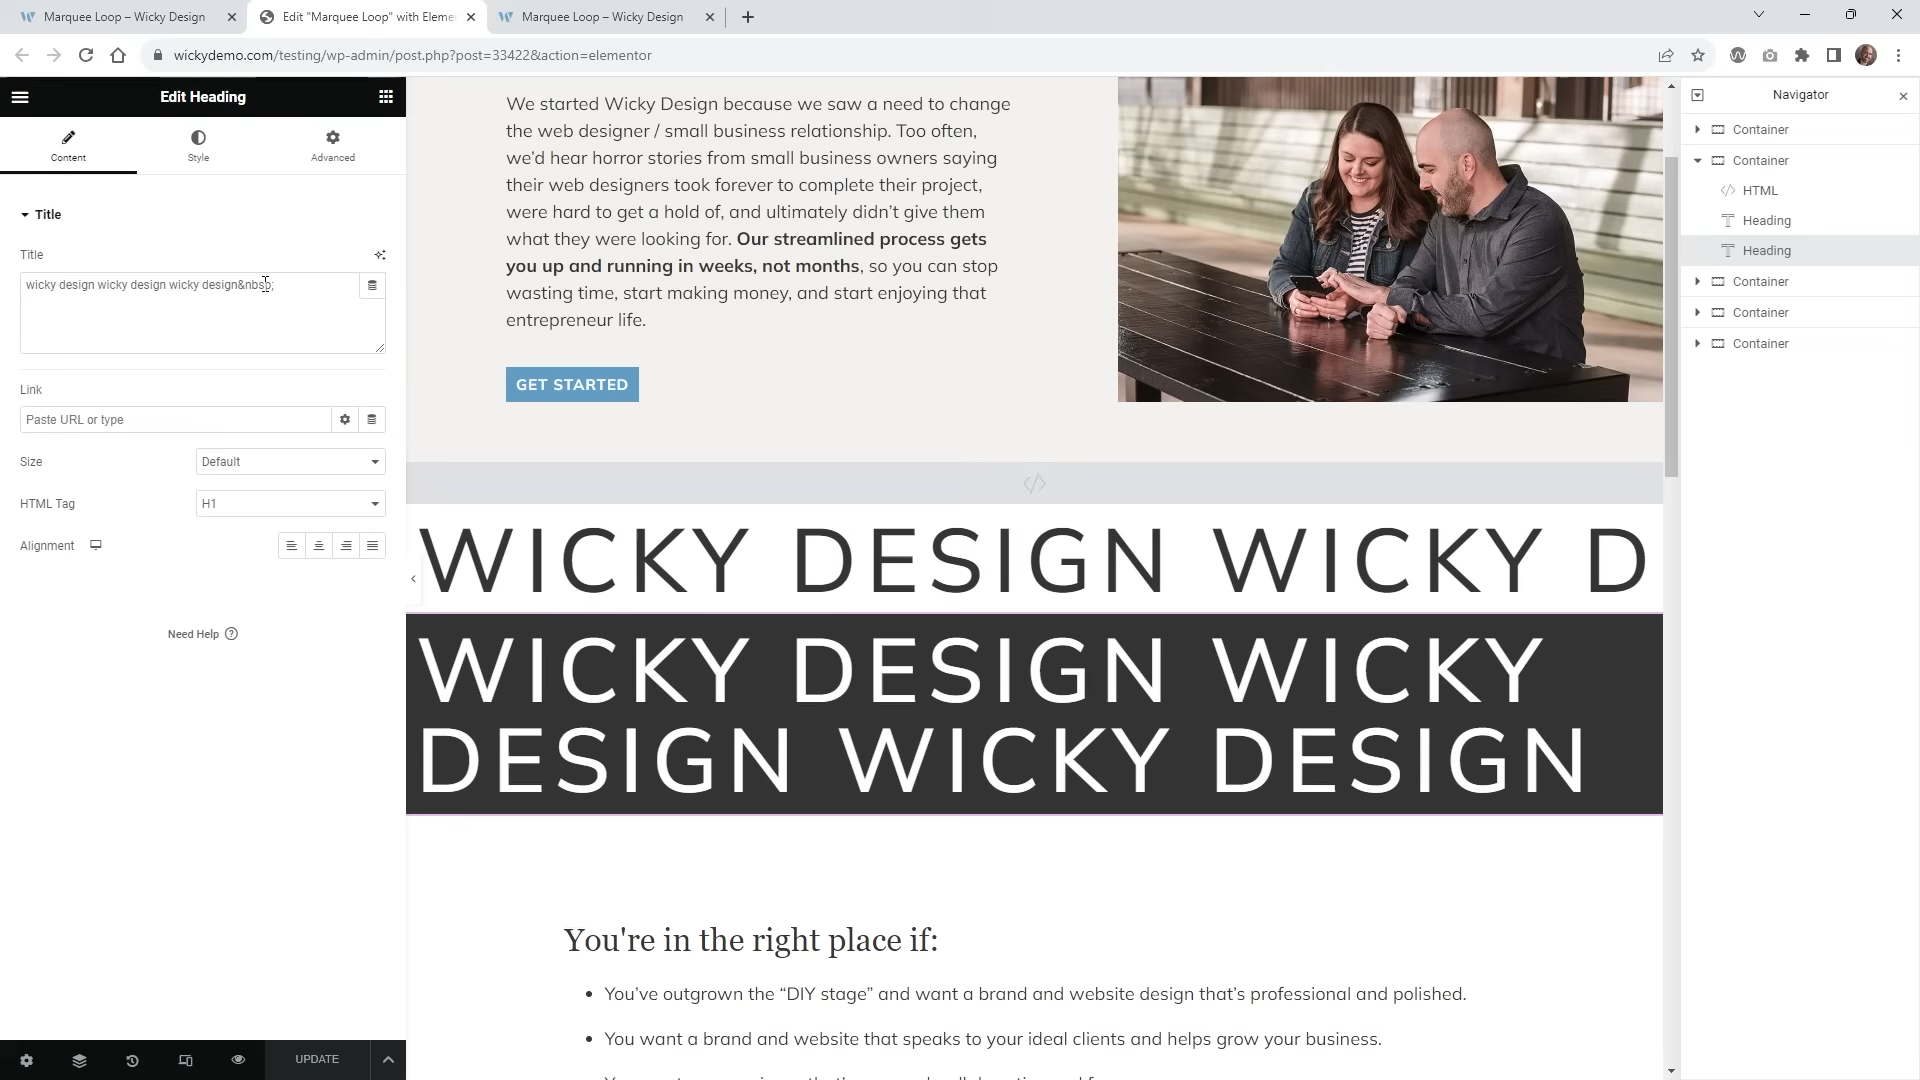 Marquee Loop – Wicky Design
Edit "Marquee Loop" with Eleme
Marquee Loop – Wicky Design
wickydemo.com/testing/wp-admin/post.php?post=33422&action=elementor
Edit Heading
Content
Style
Advanced
Title
Title
wicky design wicky design wicky design&nbsp;
Link
Paste URL or type
Size
Default
HTML Tag
H1
Alignment
Need Help
UPDATE
We started Wicky Design because we saw a need to change
the web designer / small business relationship. Too often,
we’d hear horror stories from small business owners saying
their web designers took forever to complete their project,
were hard to get a hold of, and ultimately didn’t give them
what they were looking for. Our streamlined process gets
you up and running in weeks, not months, so you can stop
wasting time, start making money, and start enjoying that
entrepreneur life.
GET STARTED
WICKY DESIGN WICKY D
WICKY DESIGN WICKY
DESIGN WICKY DESIGN
You're in the right place if:
• You’ve outgrown the “DIY stage” and want a brand and website design that’s professional and polished.
• You want a brand and website that speaks to your ideal clients and helps grow your business.
Navigator
Container
Container
HTML
Heading
Heading
Container
Container
Container